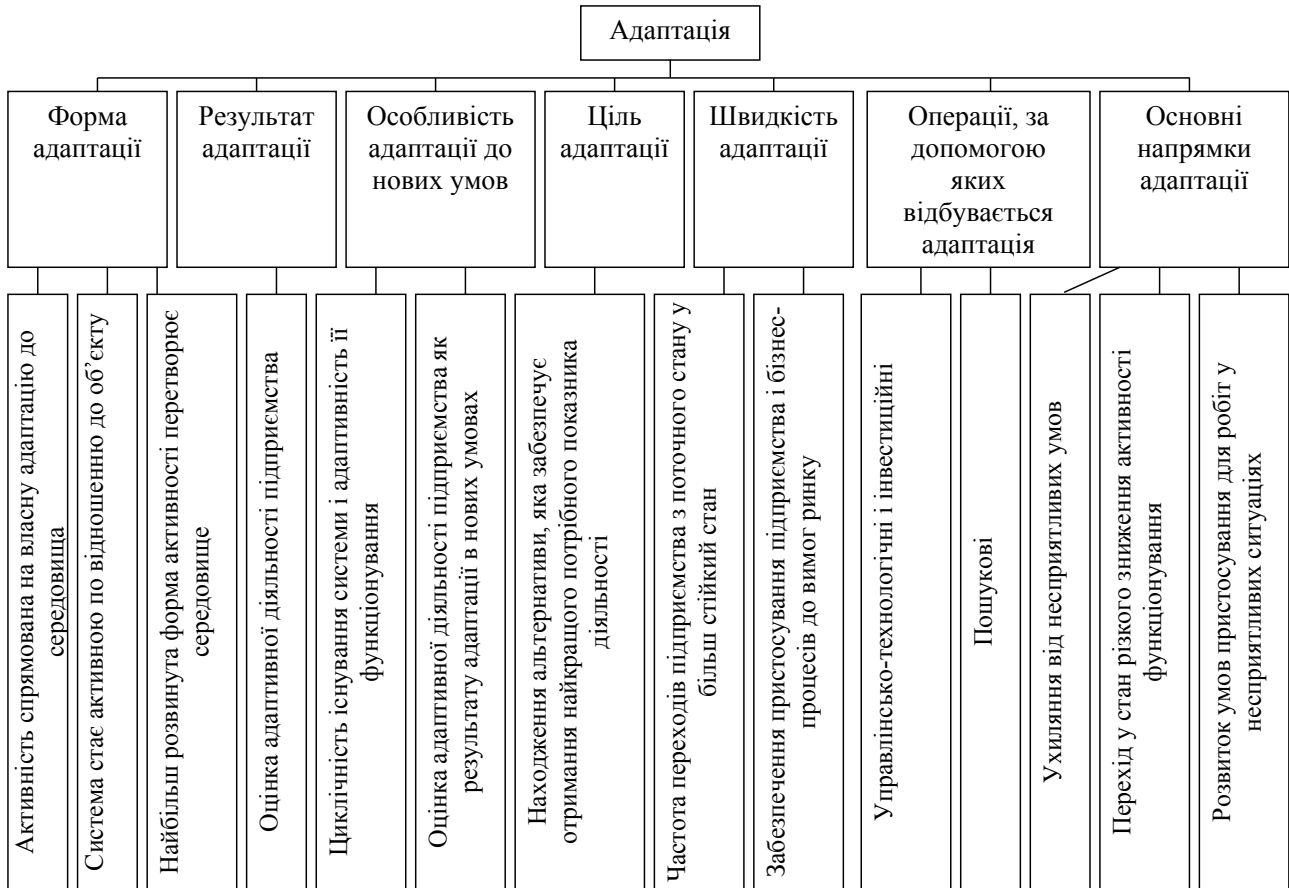 Адаптація
Форма
адаптації
Результат
адаптації
Особливість
адаптації до
нових умов
Ціль
адаптації
Швидкість
адаптації
Операції, за
допомогою
яких
відбувається
адаптація
Основні
напрямки
адаптації
Активність спрямована на власну адаптацію до
середовища
Система стає активною по відношенню до об’єкту
Найбільш розвинута форма активності перетворює
середовище
Оцінка адаптивної діяльності підприємства
Циклічність існування системи і адаптивність її
функціонування
Оцінка адаптивної діяльності підприємства як
результату адаптації в нових умовах
Находження альтернативи, яка забезпечує
отримання найкращого потрібного показника
діяльності
Частота переходів підприємства з поточного стану у
більш стійкий стан
Забезпечення пристосування підприємства і бізнес-
процесів до вимог ринку
Управлінсько-технологічні і інвестиційні
Пошукові
Ухиляння від несприятливих умов
Перехід у стан різкого зниження активності
функціонування
Розвиток умов пристосування для робіт у
несприятливих ситуаціях